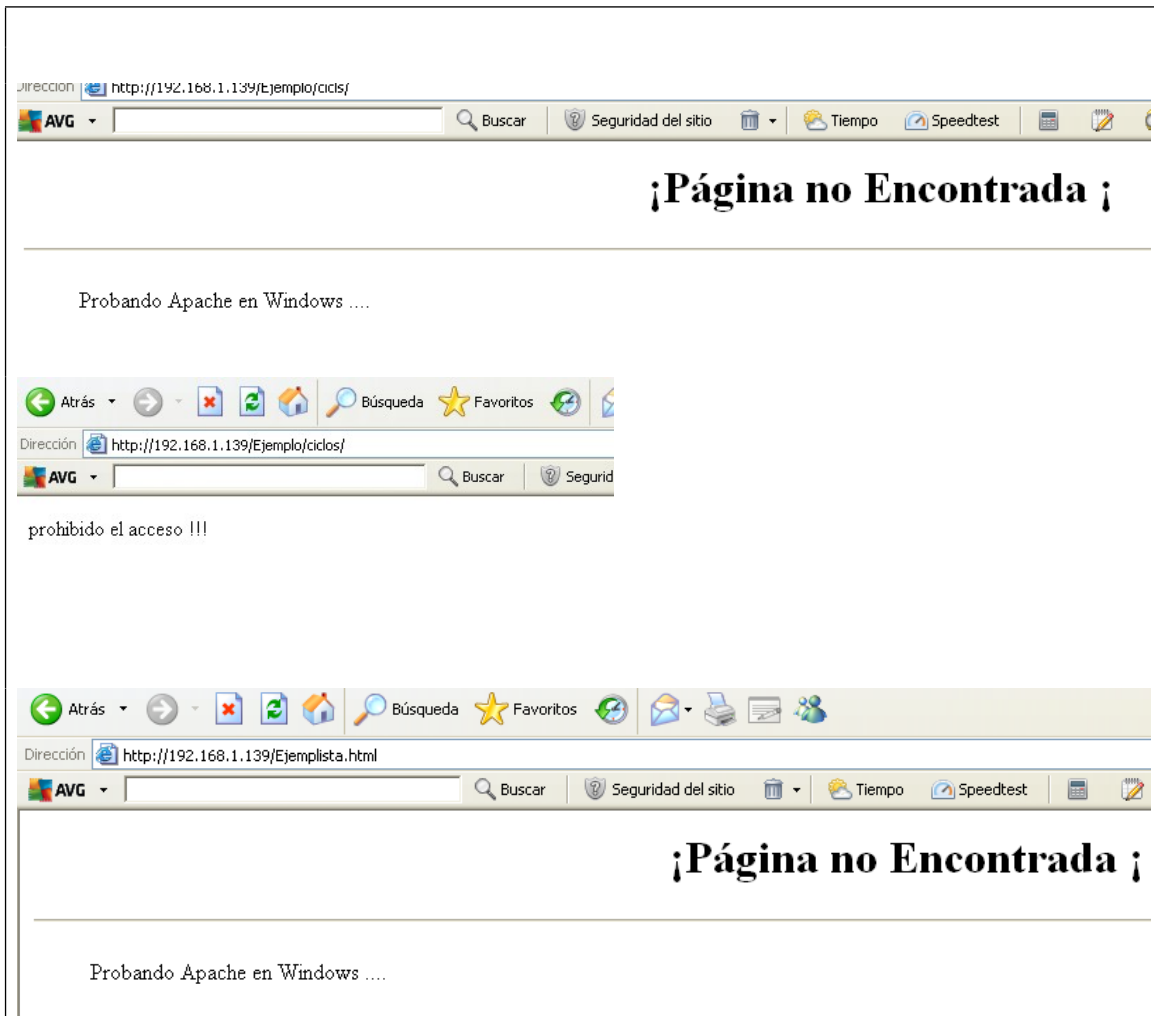 Dirección http://192.168.1.139/Ejemplo/cicls/
AVG Buscar Seguridad del sitio Tiempo Speedtest
¡Página no Encontrada ¡
Probando Apache en Windows ....
Atrás Búsqueda Favoritos
Dirección http://192.168.1.139/Ejemplo/ciclos/
AVG Buscar Segurid
prohibido el acceso !!!
Atrás Búsqueda Favoritos
Dirección http://192.168.1.139/Ejemplista.html
AVG Buscar Seguridad del sitio Tiempo Speedtest
¡Página no Encontrada ¡
Probando Apache en Windows ....